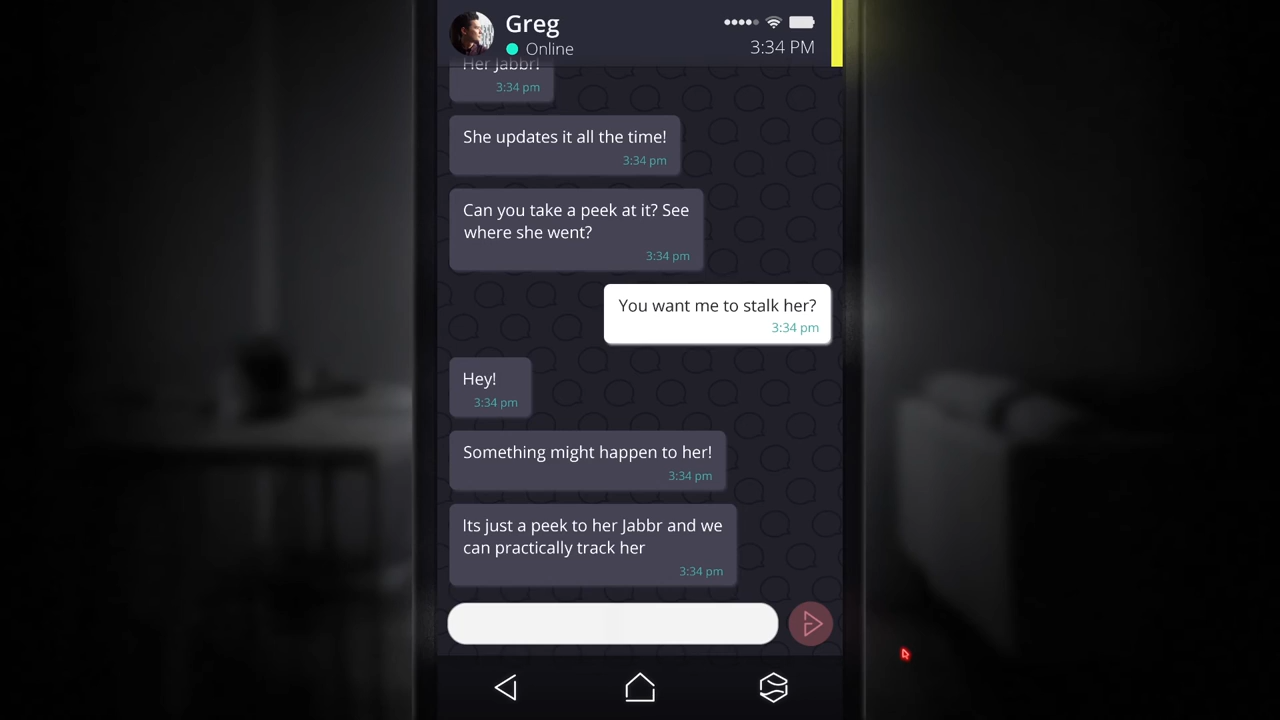 Greg
Online
3:34 PM
Her Jabbr!
3:34 pm
She updates it all the time!
3:34 pm
Can you take a peek at it? See
where she went?
3:34 pm
You want me to stalk her?
3:34 pm
Hey!
3:34 pm
Something might happen to her!
3:34 pm
Its just a peek to her Jabbr and we
can practically track her
3:34 pm